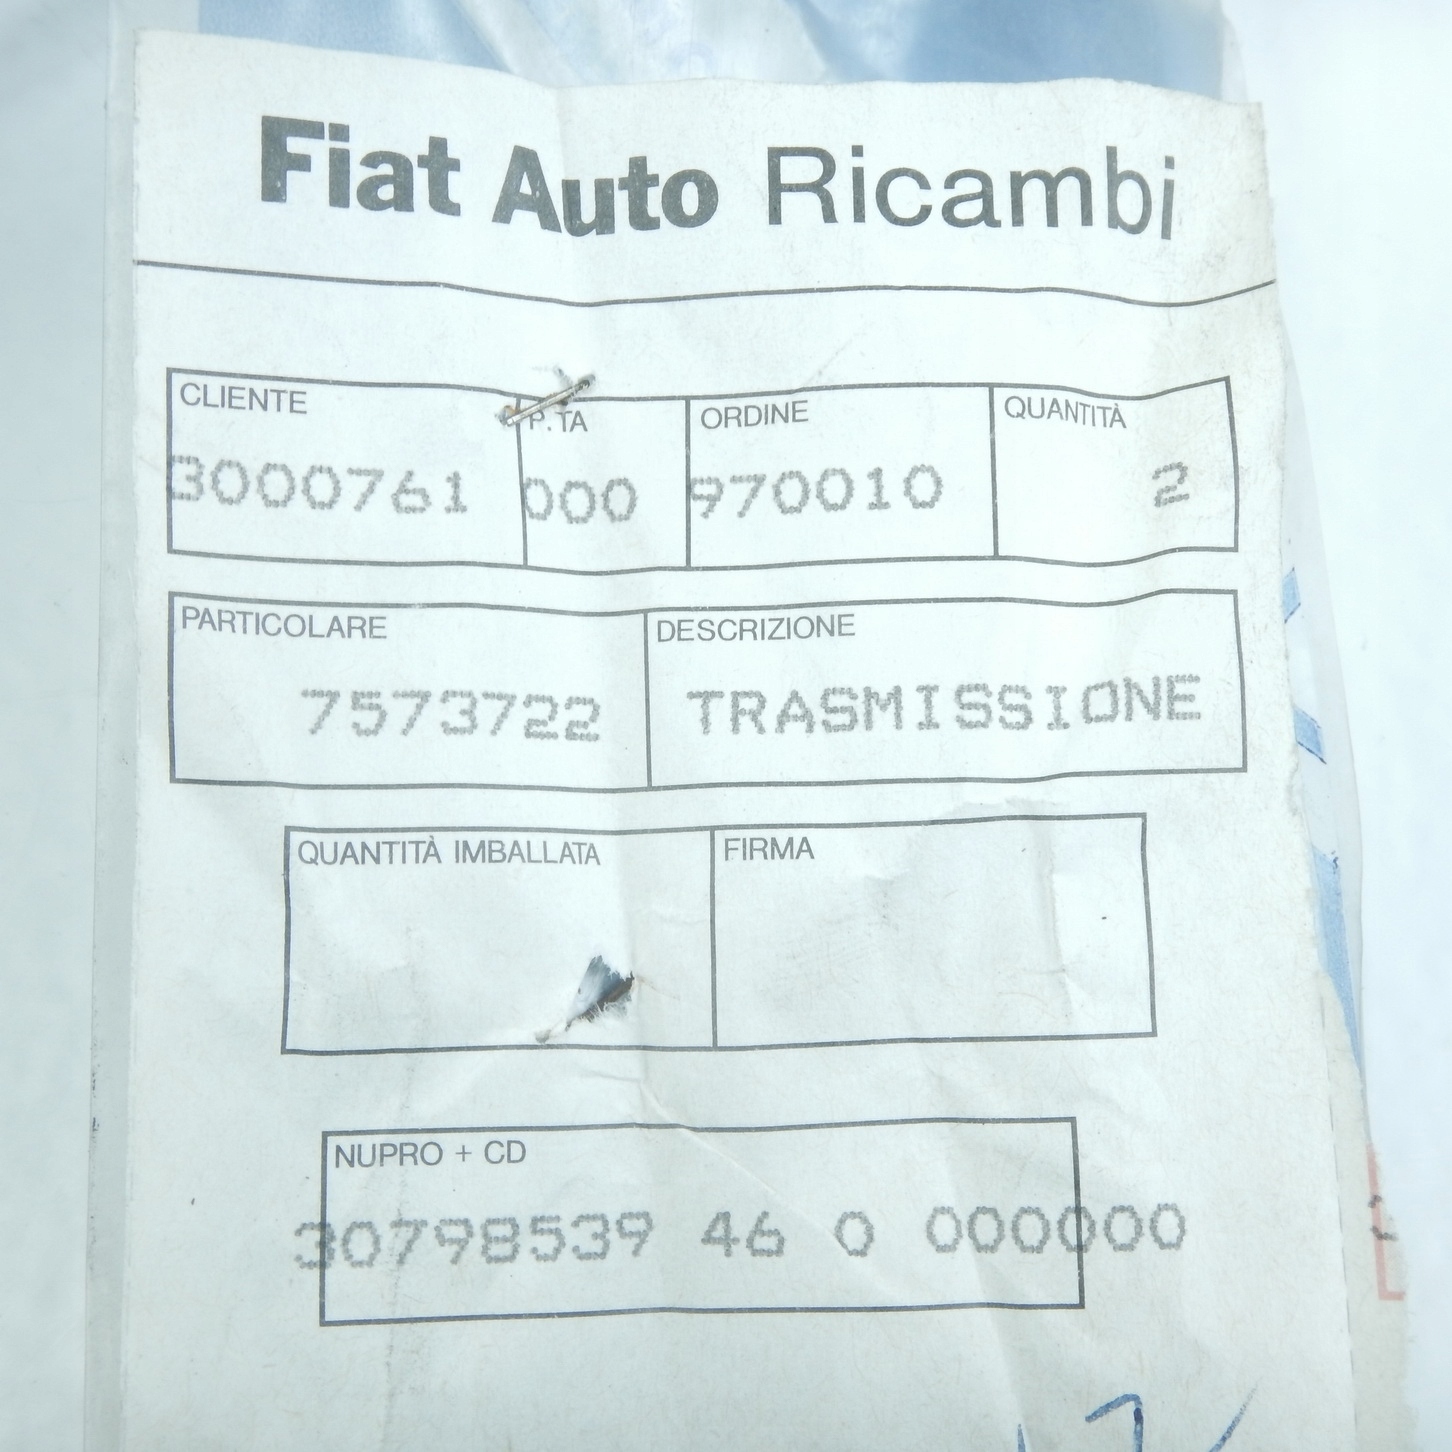 Fiat Auto Ricambi
CLIENTE P.TA ORDINE QUANTITÀ
3000761 000 970010 2
PARTICOLARE DESCRIZIONE
7573722 TRASMISSIONE
QUANTITÀ IMBALLATA FIRMA
NUPRO + CD
30798539 46 0 000000